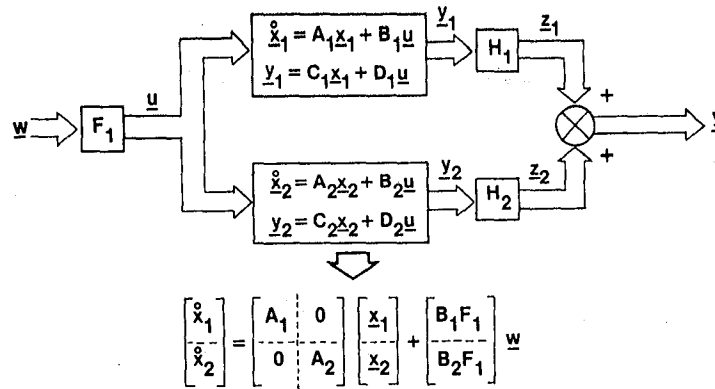 w
F₁
u
x̊₁ = A₁x₁ + B₁u
y₁ = C₁x₁ + D₁u
y₁
H₁
z₁
+
+
x̊₂ = A₂x₂ + B₂u
y₂ = C₂x₂ + D₂u
y₂
H₂
z₂
[x̊₁ / x̊₂] = [A₁ 0 / 0 A₂] [x₁ / x₂] + [B₁F₁ / B₂F₁] w